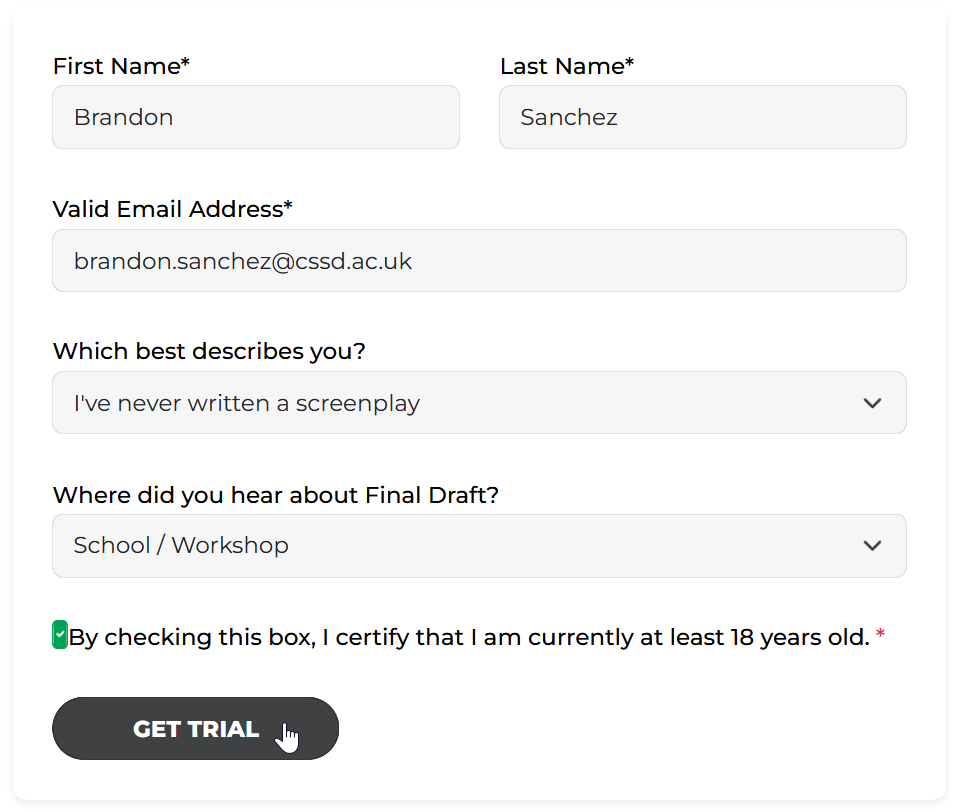 First Name*
Last Name*
Brandon
Sanchez
Valid Email Address*
brandon.sanchez@cssd.ac.uk
Which best describes you?
I've never written a screenplay
Where did you hear about Final Draft?
School / Workshop
By checking this box, I certify that I am currently at least 18 years old. *
GET TRIAL